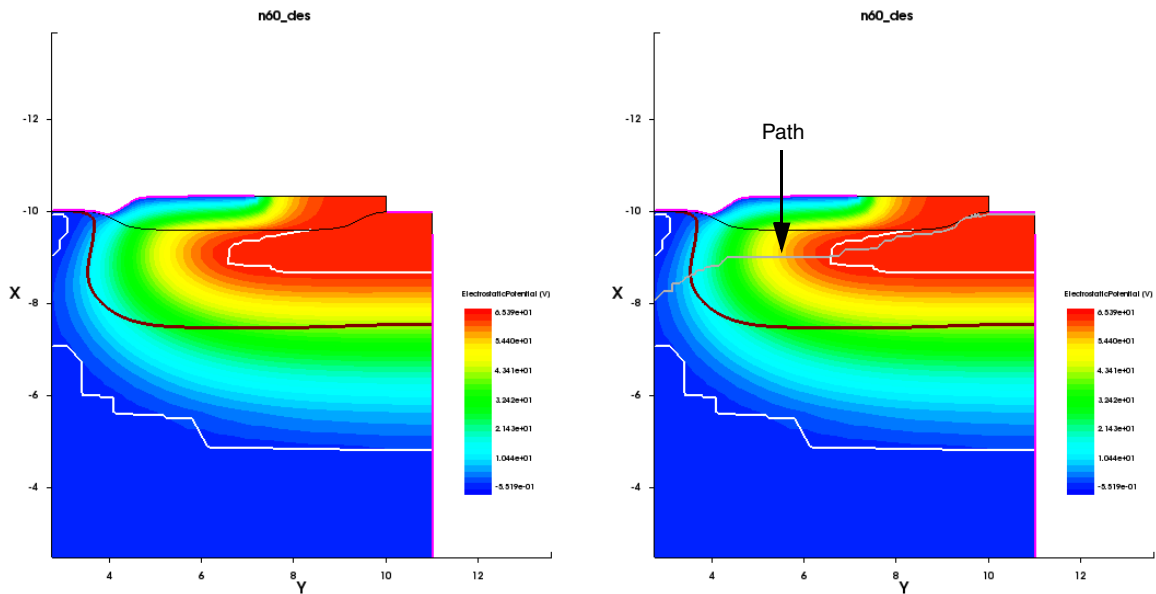 n60_des
-12
-10
X
-8
-6
-4
ElectrostaticPotential (V)
6.539e+01
5.440e+01
4.341e+01
3.242e+01
2.143e+01
1.044e+01
-5.519e-01
4 6 8 10 12
Y
n60_des
Path
-12
-10
X
-8
-6
-4
ElectrostaticPotential (V)
6.539e+01
5.440e+01
4.341e+01
3.242e+01
2.143e+01
1.044e+01
-5.519e-01
4 6 8 10 12
Y